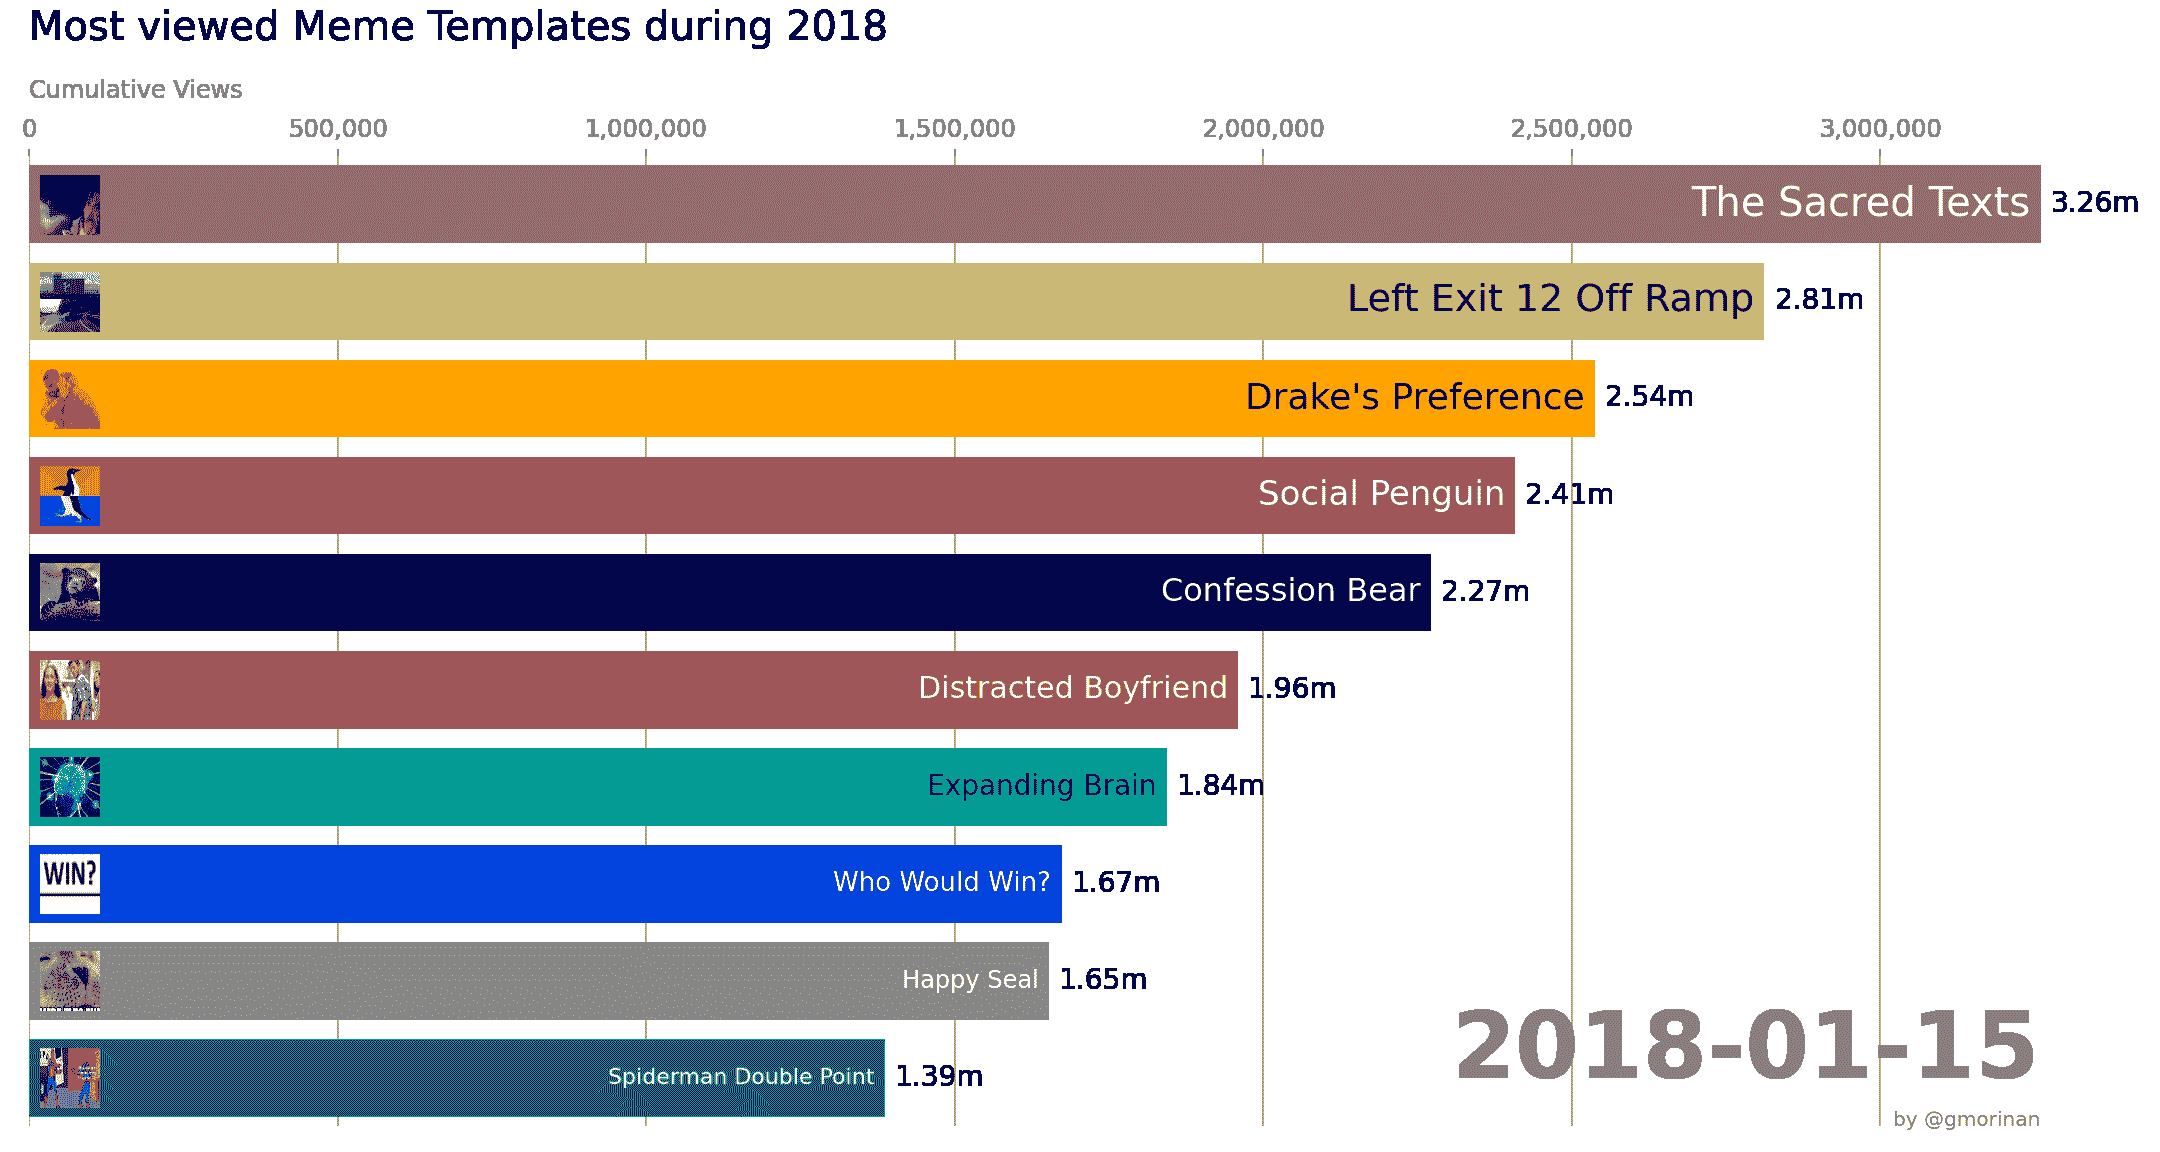 Most viewed Meme Templates during 2018
Cumulative Views
0 500,000 1,000,000 1,500,000 2,000,000 2,500,000 3,000,000
The Sacred Texts 3.26m
Left Exit 12 Off Ramp 2.81m
Drake's Preference 2.54m
Social Penguin 2.41m
Confession Bear 2.27m
Distracted Boyfriend 1.96m
Expanding Brain 1.84m
WIN? Who Would Win? 1.67m
Happy Seal 1.65m
2018-01-15
Spiderman Double Point 1.39m
by @gmorinan